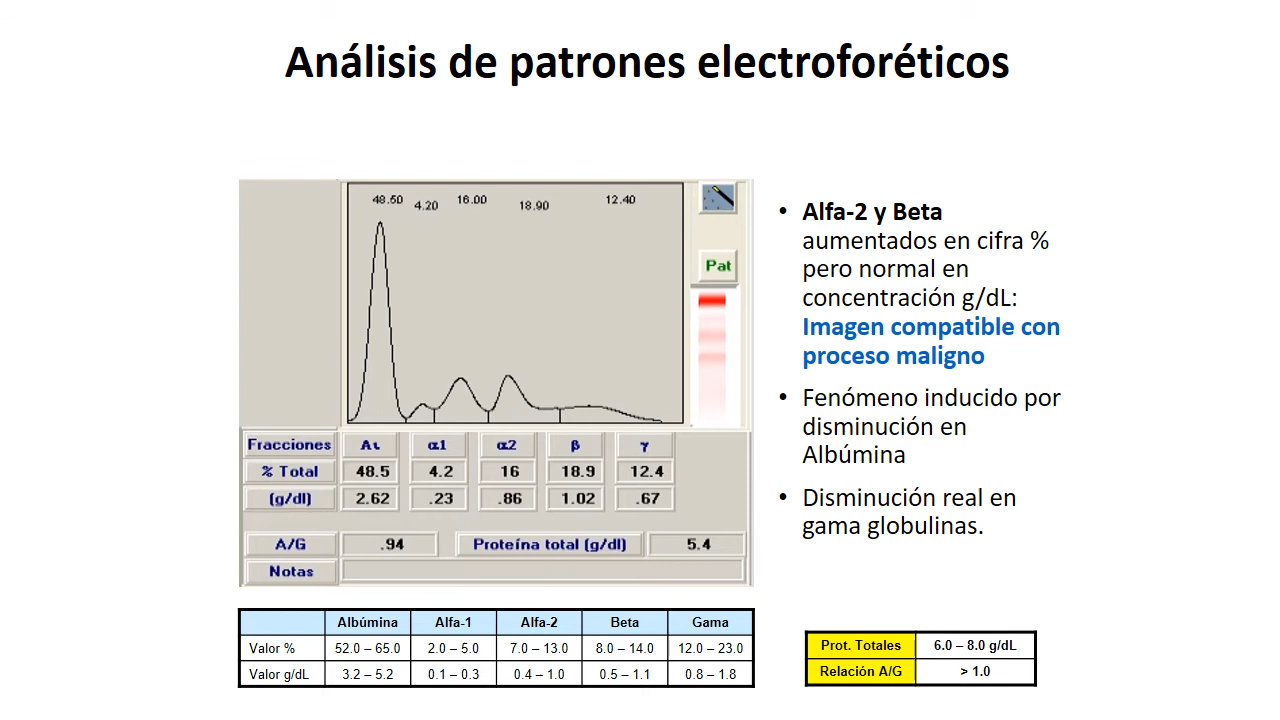 Análisis de patrones electroforéticos
48.50 4.20 16.00 18.90 12.40
Pat
Fracciones Aι α1 α2 β γ
% Total 48.5 4.2 16 18.9 12.4
(g/dl) 2.62 .23 .86 1.02 .67
A/G .94 Proteína total (g/dl) 5.4
Notas
• Alfa-2 y Beta
aumentados en cifra %
pero normal en
concentración g/dL:
Imagen compatible con
proceso maligno
• Fenómeno inducido por
disminución en
Albúmina
• Disminución real en
gama globulinas.
Albúmina Alfa-1 Alfa-2 Beta Gama
Valor % 52.0 – 65.0 2.0 – 5.0 7.0 – 13.0 8.0 – 14.0 12.0 – 23.0
Valor g/dL 3.2 – 5.2 0.1 – 0.3 0.4 – 1.0 0.5 – 1.1 0.8 – 1.8
Prot. Totales 6.0 – 8.0 g/dL
Relación A/G > 1.0